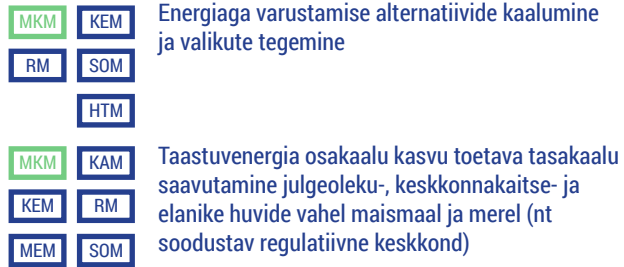 MKM KEM
RM SOM
HTM
Energiaga varustamise alternatiivide kaalumine
ja valikute tegemine
MKM KAM
KEM RM
MEM SOM
Taastuvenergia osakaalu kasvu toetava tasakaalu
saavutamine julgeoleku-, keskkonnakaitse- ja
elanike huvide vahel maismaal ja merel (nt
soodustav regulatiivne keskkond)